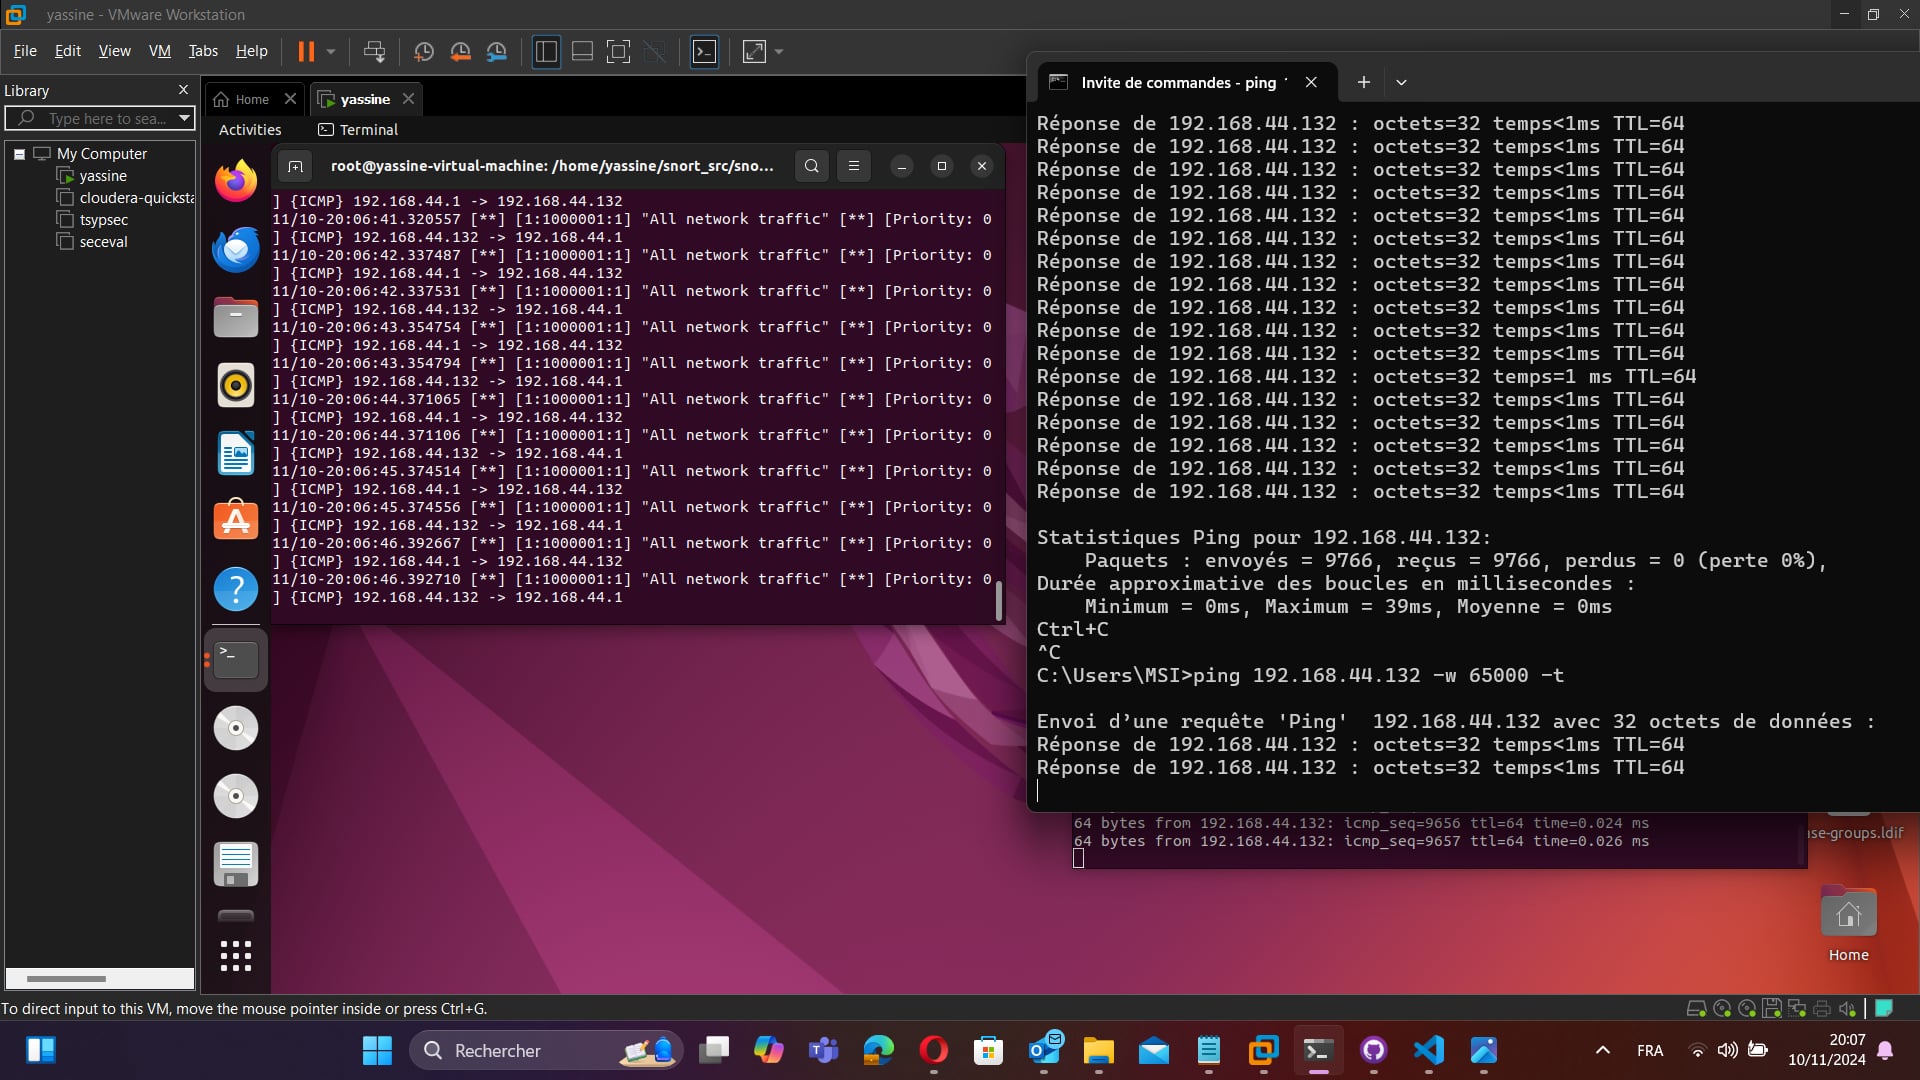 yassine - VMware Workstation
File Edit View VM Tabs Help
Library
Type here to sea...
My Computer
yassine
cloudera-quicksta
tsypsec
seceval
Home
yassine
Activities
Terminal
root@yassine-virtual-machine: /home/yassine/snort_src/sno...
] {ICMP} 192.168.44.1 -> 192.168.44.132
11/10-20:06:41.320557 [**] [1:1000001:1] "All network traffic" [**] [Priority: 0
] {ICMP} 192.168.44.132 -> 192.168.44.1
11/10-20:06:42.337487 [**] [1:1000001:1] "All network traffic" [**] [Priority: 0
] {ICMP} 192.168.44.1 -> 192.168.44.132
11/10-20:06:42.337531 [**] [1:1000001:1] "All network traffic" [**] [Priority: 0
] {ICMP} 192.168.44.132 -> 192.168.44.1
11/10-20:06:43.354754 [**] [1:1000001:1] "All network traffic" [**] [Priority: 0
] {ICMP} 192.168.44.1 -> 192.168.44.132
11/10-20:06:43.354794 [**] [1:1000001:1] "All network traffic" [**] [Priority: 0
] {ICMP} 192.168.44.132 -> 192.168.44.1
11/10-20:06:44.371065 [**] [1:1000001:1] "All network traffic" [**] [Priority: 0
] {ICMP} 192.168.44.1 -> 192.168.44.132
11/10-20:06:44.371106 [**] [1:1000001:1] "All network traffic" [**] [Priority: 0
] {ICMP} 192.168.44.132 -> 192.168.44.1
11/10-20:06:45.374514 [**] [1:1000001:1] "All network traffic" [**] [Priority: 0
] {ICMP} 192.168.44.1 -> 192.168.44.132
11/10-20:06:45.374556 [**] [1:1000001:1] "All network traffic" [**] [Priority: 0
] {ICMP} 192.168.44.132 -> 192.168.44.1
11/10-20:06:46.392667 [**] [1:1000001:1] "All network traffic" [**] [Priority: 0
] {ICMP} 192.168.44.1 -> 192.168.44.132
11/10-20:06:46.392710 [**] [1:1000001:1] "All network traffic" [**] [Priority: 0
] {ICMP} 192.168.44.132 -> 192.168.44.1
Invite de commandes - ping
Réponse de 192.168.44.132 : octets=32 temps<1ms TTL=64
Réponse de 192.168.44.132 : octets=32 temps<1ms TTL=64
Réponse de 192.168.44.132 : octets=32 temps<1ms TTL=64
Réponse de 192.168.44.132 : octets=32 temps<1ms TTL=64
Réponse de 192.168.44.132 : octets=32 temps<1ms TTL=64
Réponse de 192.168.44.132 : octets=32 temps<1ms TTL=64
Réponse de 192.168.44.132 : octets=32 temps<1ms TTL=64
Réponse de 192.168.44.132 : octets=32 temps<1ms TTL=64
Réponse de 192.168.44.132 : octets=32 temps<1ms TTL=64
Réponse de 192.168.44.132 : octets=32 temps<1ms TTL=64
Réponse de 192.168.44.132 : octets=32 temps<1ms TTL=64
Réponse de 192.168.44.132 : octets=32 temps=1 ms TTL=64
Réponse de 192.168.44.132 : octets=32 temps<1ms TTL=64
Réponse de 192.168.44.132 : octets=32 temps<1ms TTL=64
Réponse de 192.168.44.132 : octets=32 temps<1ms TTL=64
Réponse de 192.168.44.132 : octets=32 temps<1ms TTL=64
Réponse de 192.168.44.132 : octets=32 temps<1ms TTL=64
Statistiques Ping pour 192.168.44.132:
Paquets : envoyés = 9766, reçus = 9766, perdus = 0 (perte 0%),
Durée approximative des boucles en millisecondes :
Minimum = 0ms, Maximum = 39ms, Moyenne = 0ms
Ctrl+C
^C
C:\Users\MSI>ping 192.168.44.132 -w 65000 -t
Envoi d’une requête 'Ping'  192.168.44.132 avec 32 octets de données :
Réponse de 192.168.44.132 : octets=32 temps<1ms TTL=64
Réponse de 192.168.44.132 : octets=32 temps<1ms TTL=64
64 bytes from 192.168.44.132: icmp_seq=9656 ttl=64 time=0.024 ms
64 bytes from 192.168.44.132: icmp_seq=9657 ttl=64 time=0.026 ms
se-groups.ldif
Home
To direct input to this VM, move the mouse pointer inside or press Ctrl+G.
Rechercher
FRA
20:07
10/11/2024